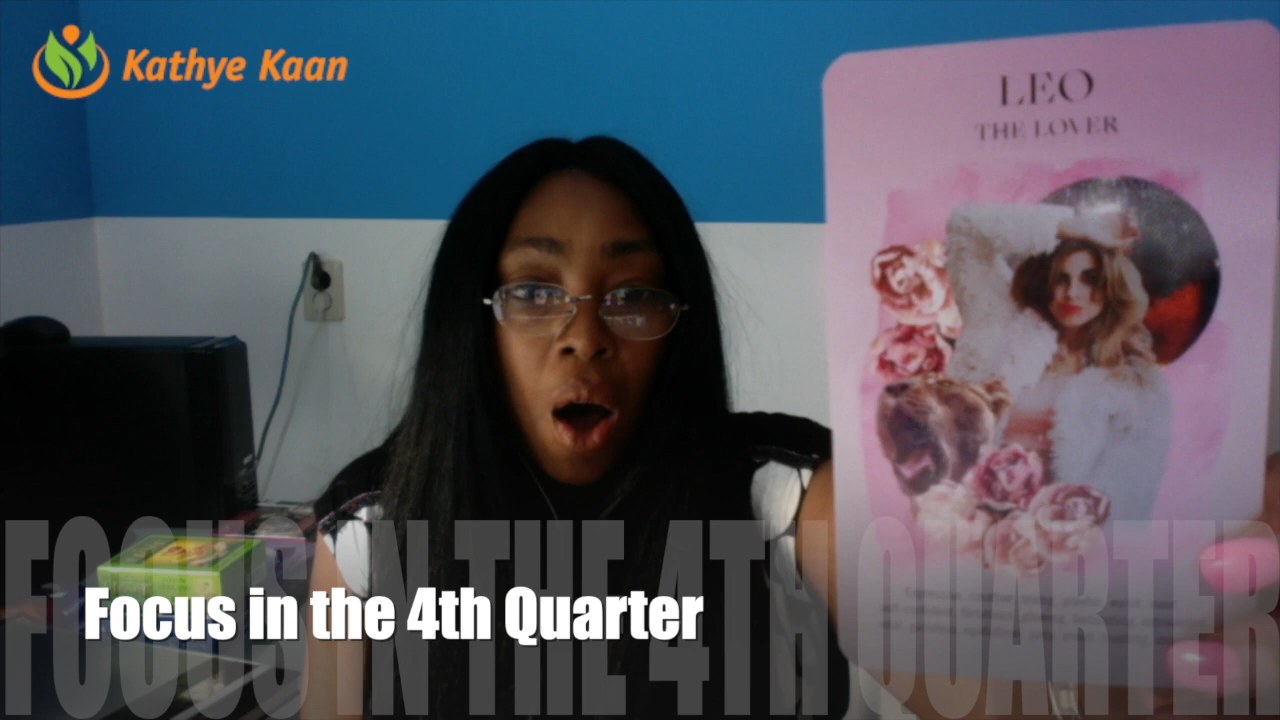 Kathye Kaan
LEO
THE LOVER
FOCUS IN THE 4TH QUARTER
Focus in the 4th Quarter